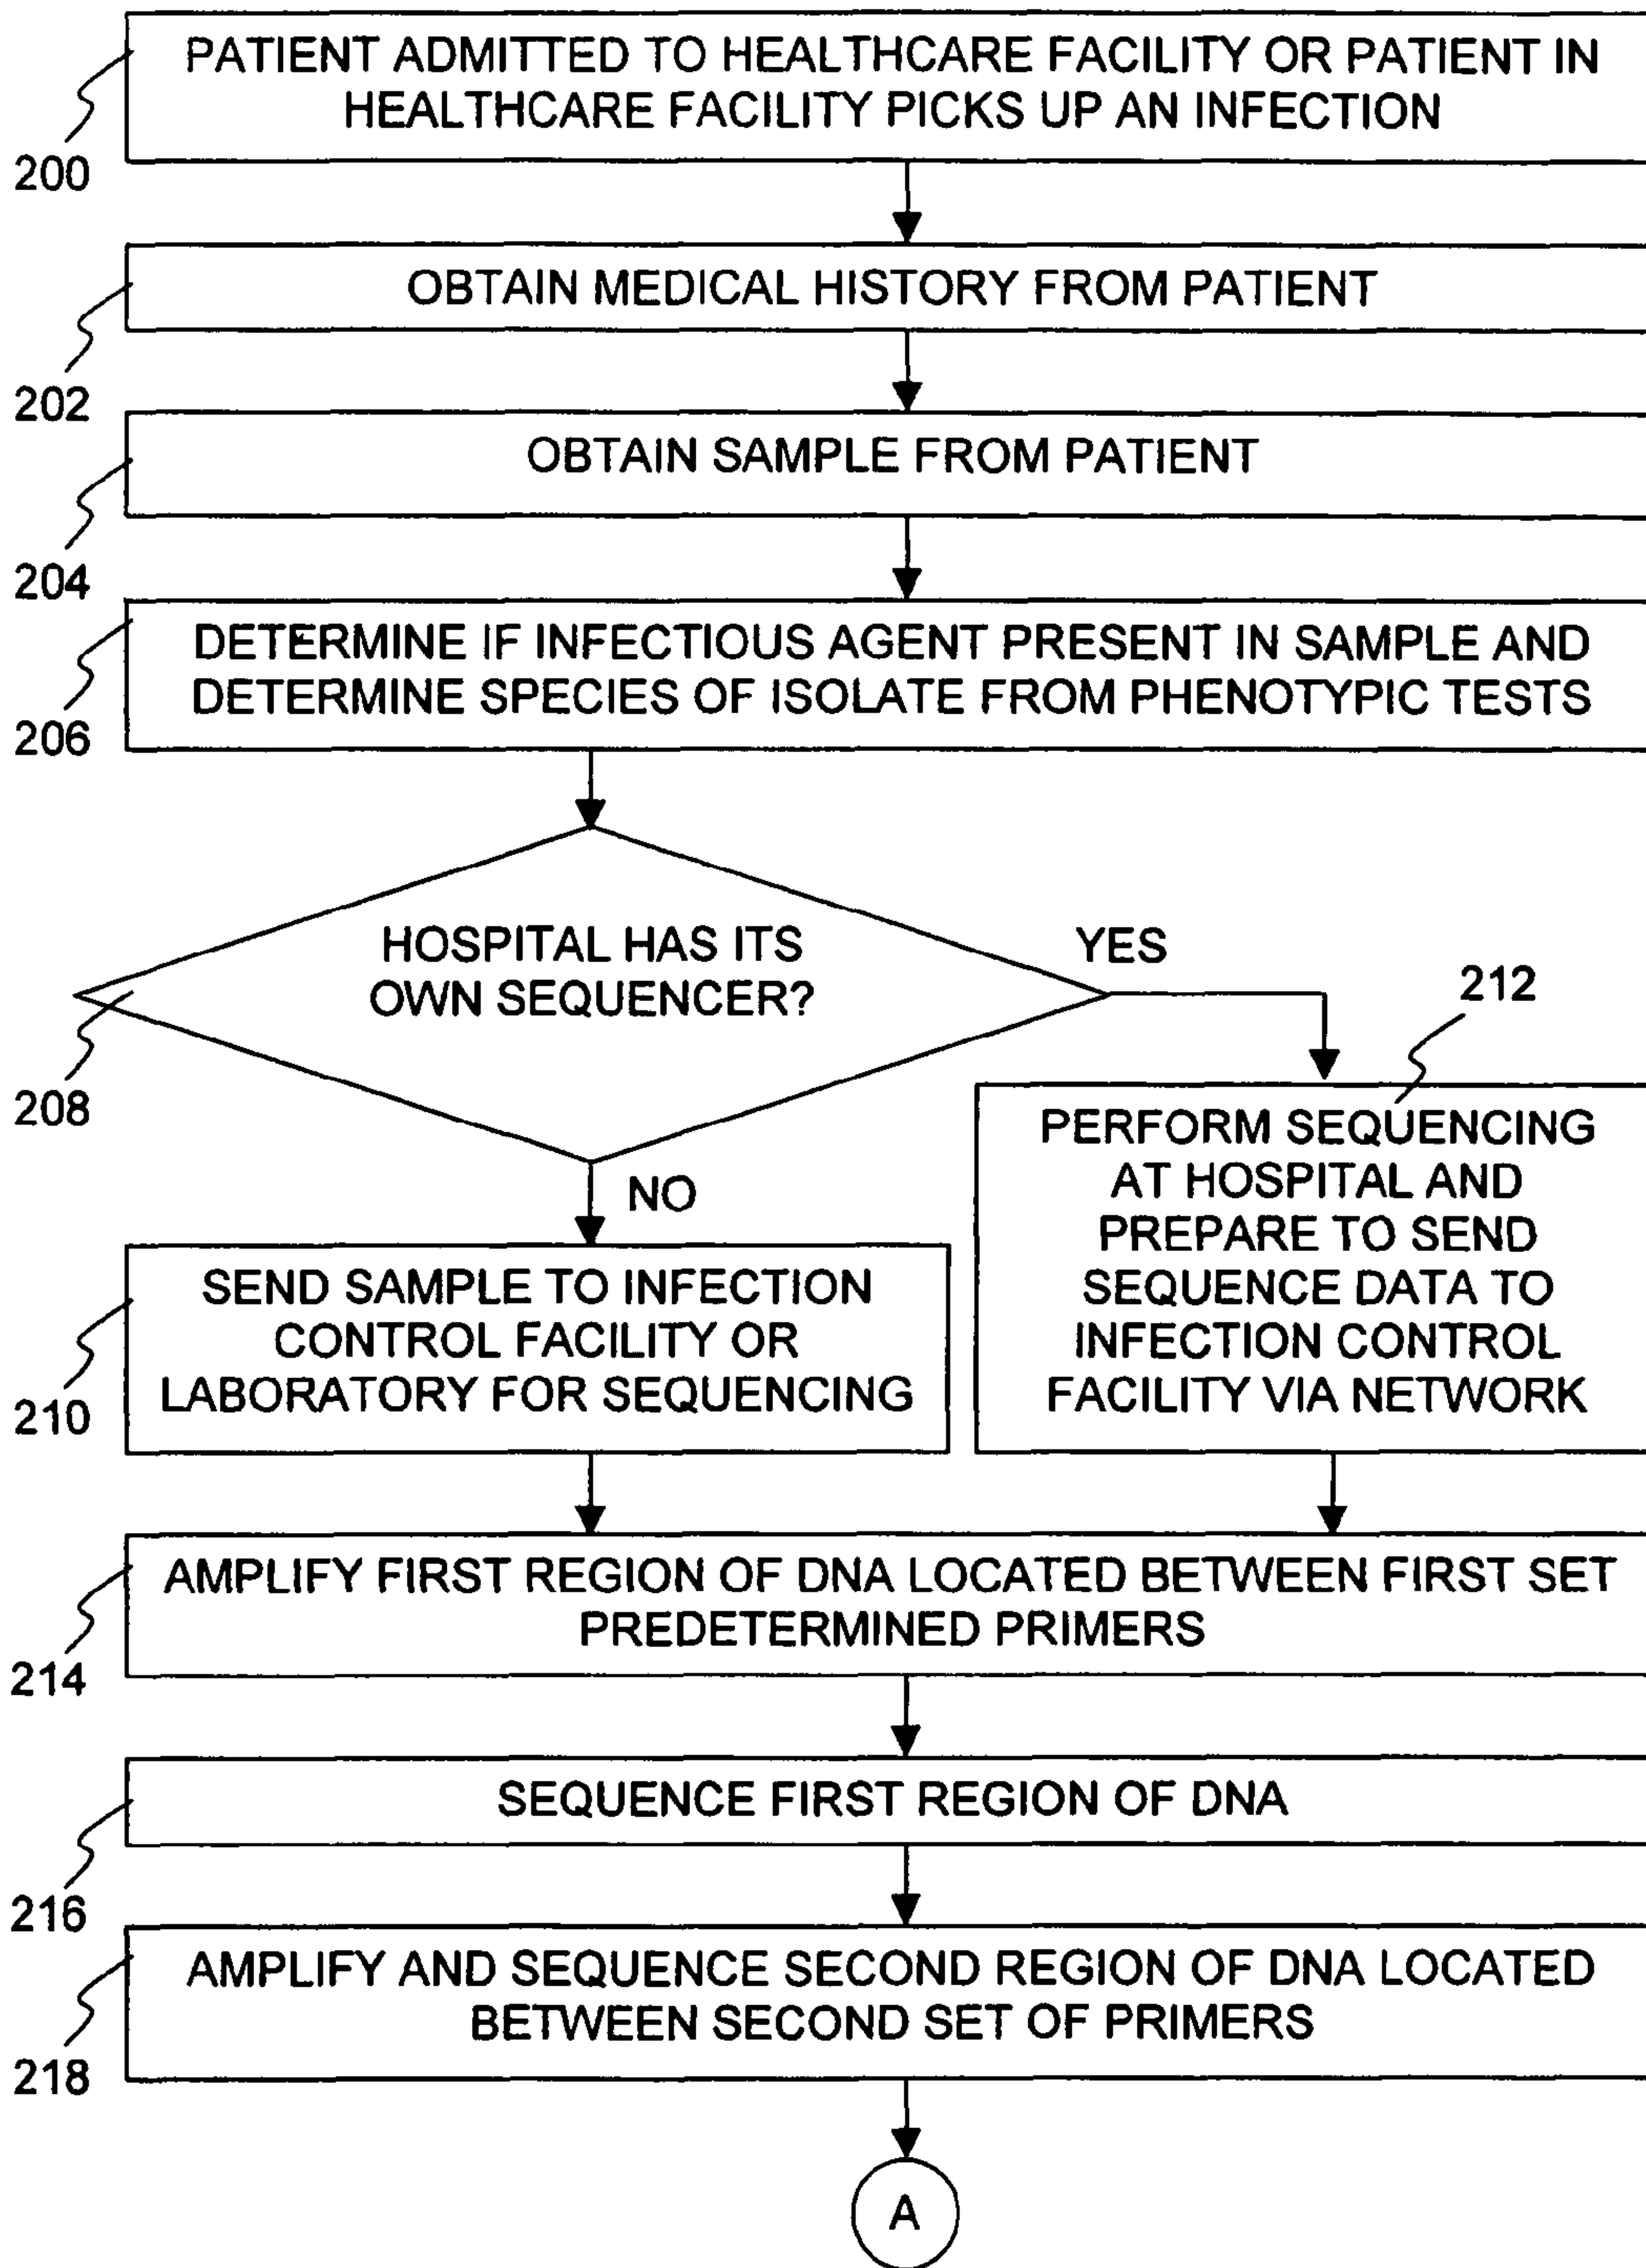 PATIENT ADMITTED TO HEALTHCARE FACILITY OR PATIENT IN
HEALTHCARE FACILITY PICKS UP AN INFECTION
200
OBTAIN MEDICAL HISTORY FROM PATIENT
202
OBTAIN SAMPLE FROM PATIENT
204
DETERMINE IF INFECTIOUS AGENT PRESENT IN SAMPLE AND
DETERMINE SPECIES OF ISOLATE FROM PHENOTYPIC TESTS
206
HOSPITAL HAS ITS
OWN SEQUENCER?
208
YES
NO
212
PERFORM SEQUENCING
AT HOSPITAL AND
PREPARE TO SEND
SEQUENCE DATA TO
INFECTION CONTROL
FACILITY VIA NETWORK
SEND SAMPLE TO INFECTION
CONTROL FACILITY OR
LABORATORY FOR SEQUENCING
210
AMPLIFY FIRST REGION OF DNA LOCATED BETWEEN FIRST SET
PREDETERMINED PRIMERS
214
SEQUENCE FIRST REGION OF DNA
216
AMPLIFY AND SEQUENCE SECOND REGION OF DNA LOCATED
BETWEEN SECOND SET OF PRIMERS
218
A